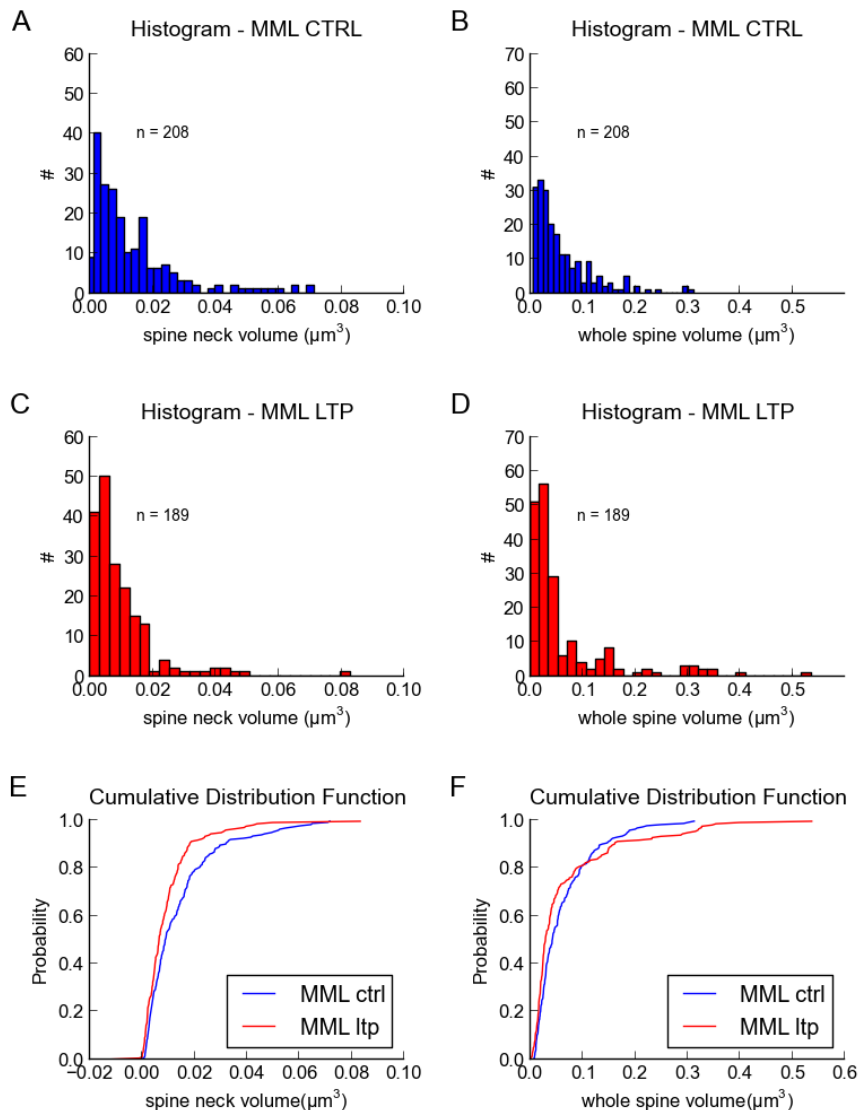 A
Histogram - MML CTRL
60
50
40
30
20
10
0
#
n = 208
0.00 0.02 0.04 0.06 0.08 0.10
spine neck volume (μm³)
B
Histogram - MML CTRL
70
60
50
40
30
20
10
0
#
n = 208
0.0 0.1 0.2 0.3 0.4 0.5
whole spine volume (μm³)
C
Histogram - MML LTP
60
50
40
30
20
10
0
#
n = 189
0.00 0.02 0.04 0.06 0.08 0.10
spine neck volume (μm³)
D
Histogram - MML LTP
70
60
50
40
30
20
10
0
#
n = 189
0.0 0.1 0.2 0.3 0.4 0.5
whole spine volume (μm³)
E
Cumulative Distribution Function
1.0
0.8
0.6
0.4
0.2
0.0
Probability
MML ctrl
MML ltp
−0.02 0.00 0.02 0.04 0.06 0.08 0.10
spine neck volume(μm³)
F
Cumulative Distribution Function
1.0
0.8
0.6
0.4
0.2
0.0
Probability
MML ctrl
MML ltp
0.0 0.1 0.2 0.3 0.4 0.5 0.6
whole spine volume(μm³)